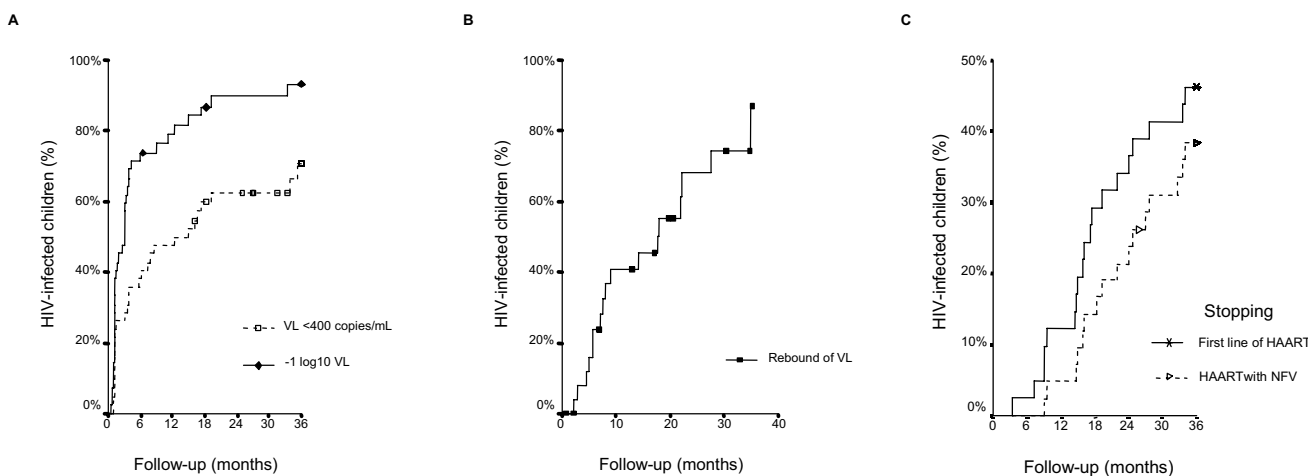 A
B
C
HIV-infected children (%)
100%
80%
60%
40%
20%
0%
0 6 12 18 24 30 36
Follow-up (months)
VL <400 copies/mL
-1 log10 VL
HIV-infected children (%)
100%
80%
60%
40%
20%
0%
0 10 20 30 40
Follow-up (months)
Rebound of VL
HIV-infected children (%)
50%
40%
30%
20%
10%
0%
0 6 12 18 24 30 36
Follow-up (months)
Stopping
First line of HAART
HAARTwith NFV